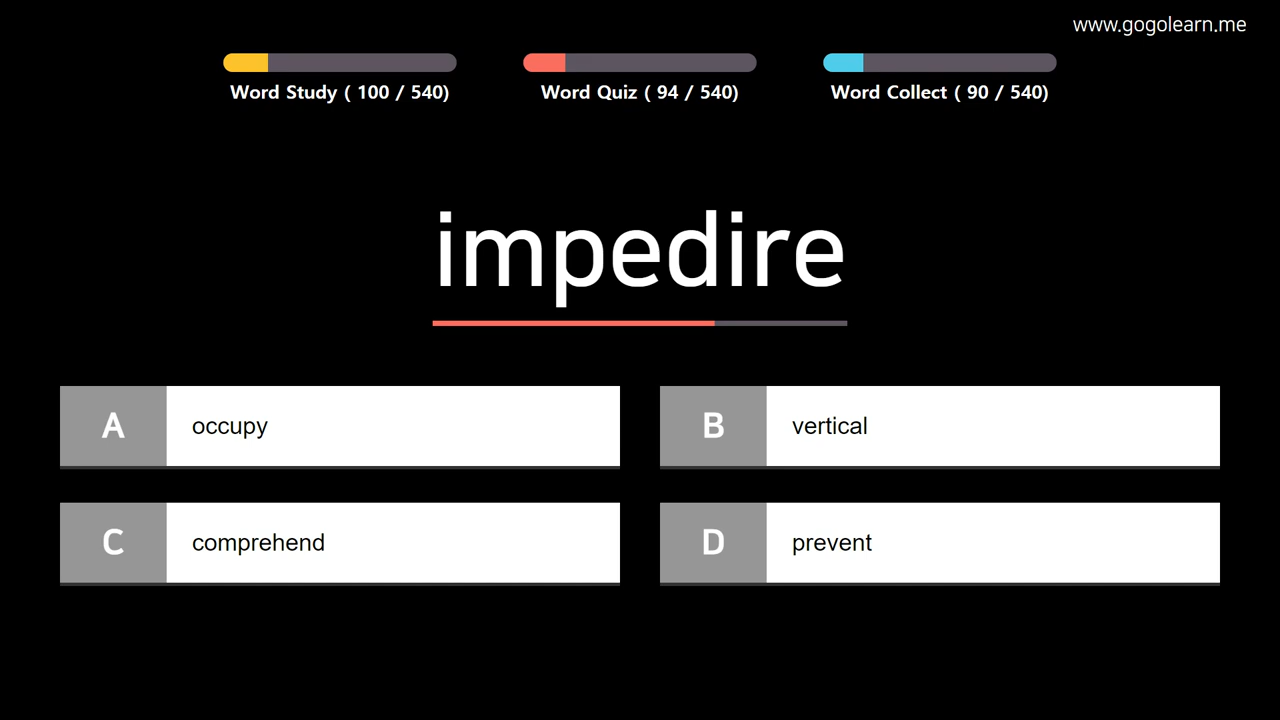 www.gogolearn.me
Word Study ( 100 / 540)
Word Quiz ( 94 / 540)
Word Collect ( 90 / 540)
impedire
A occupy
B vertical
C comprehend
D prevent